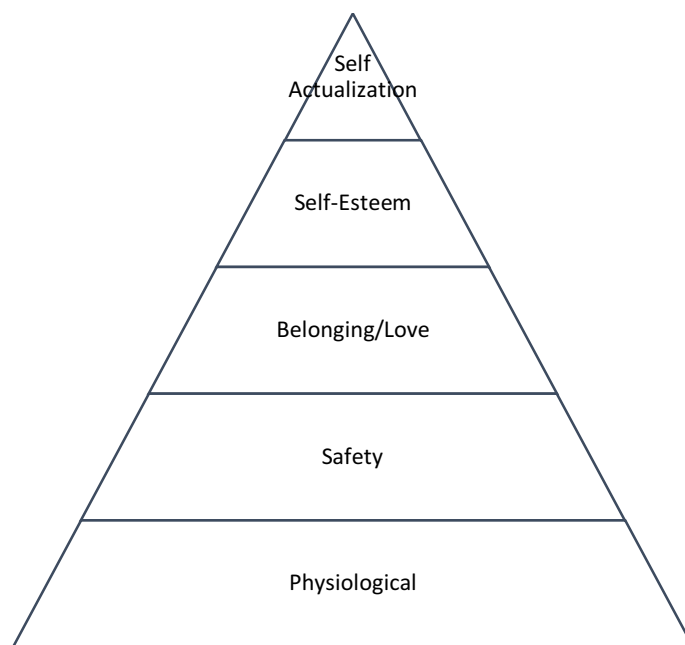 Self
Actualization
Self-Esteem
Belonging/Love
Safety
Physiological